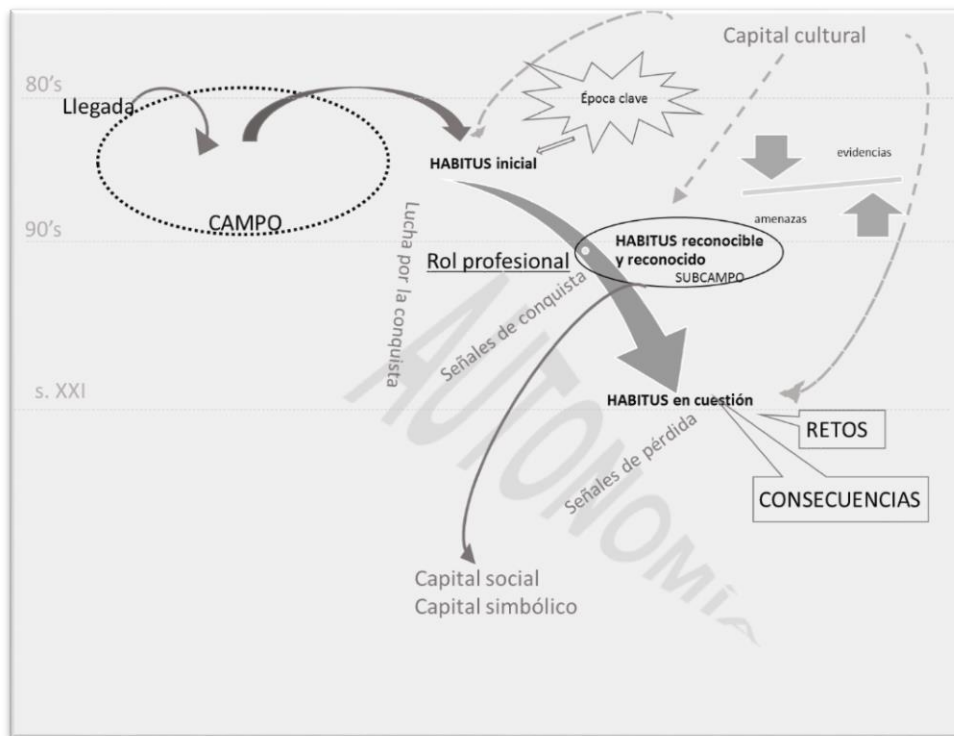 Capital cultural
80's
Llegada
Época clave
HABITUS inicial
evidencias
CAMPO
amenazas
90's
HABITUS reconocible
y reconocido
SUBCAMPO
Rol profesional
Lucha por la conquista
Señales de conquista
AUTONOMÍA
s. XXI
HABITUS en cuestión
RETOS
Señales de pérdida
CONSECUENCIAS
Capital social
Capital simbólico